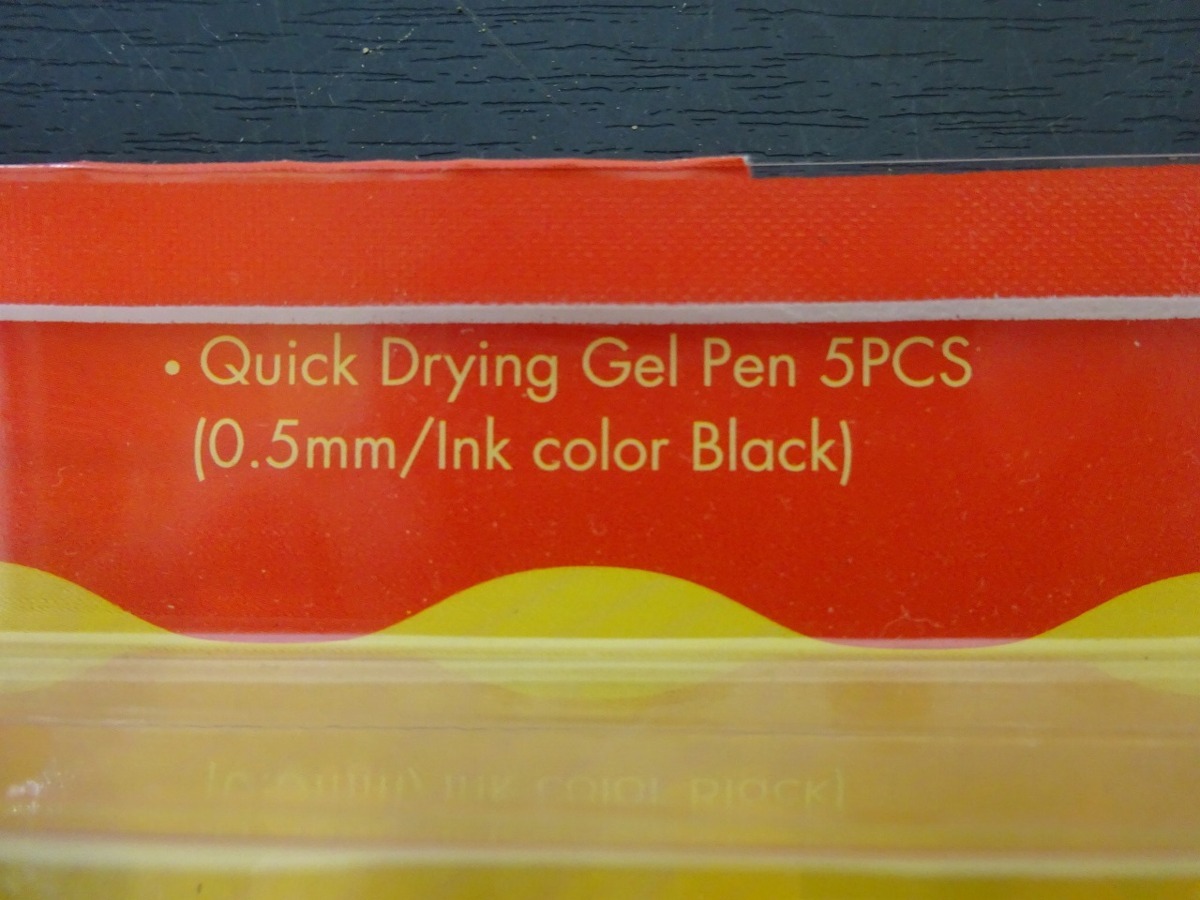 • Quick Drying Gel Pen 5PCS
(0.5mm/Ink color Black)